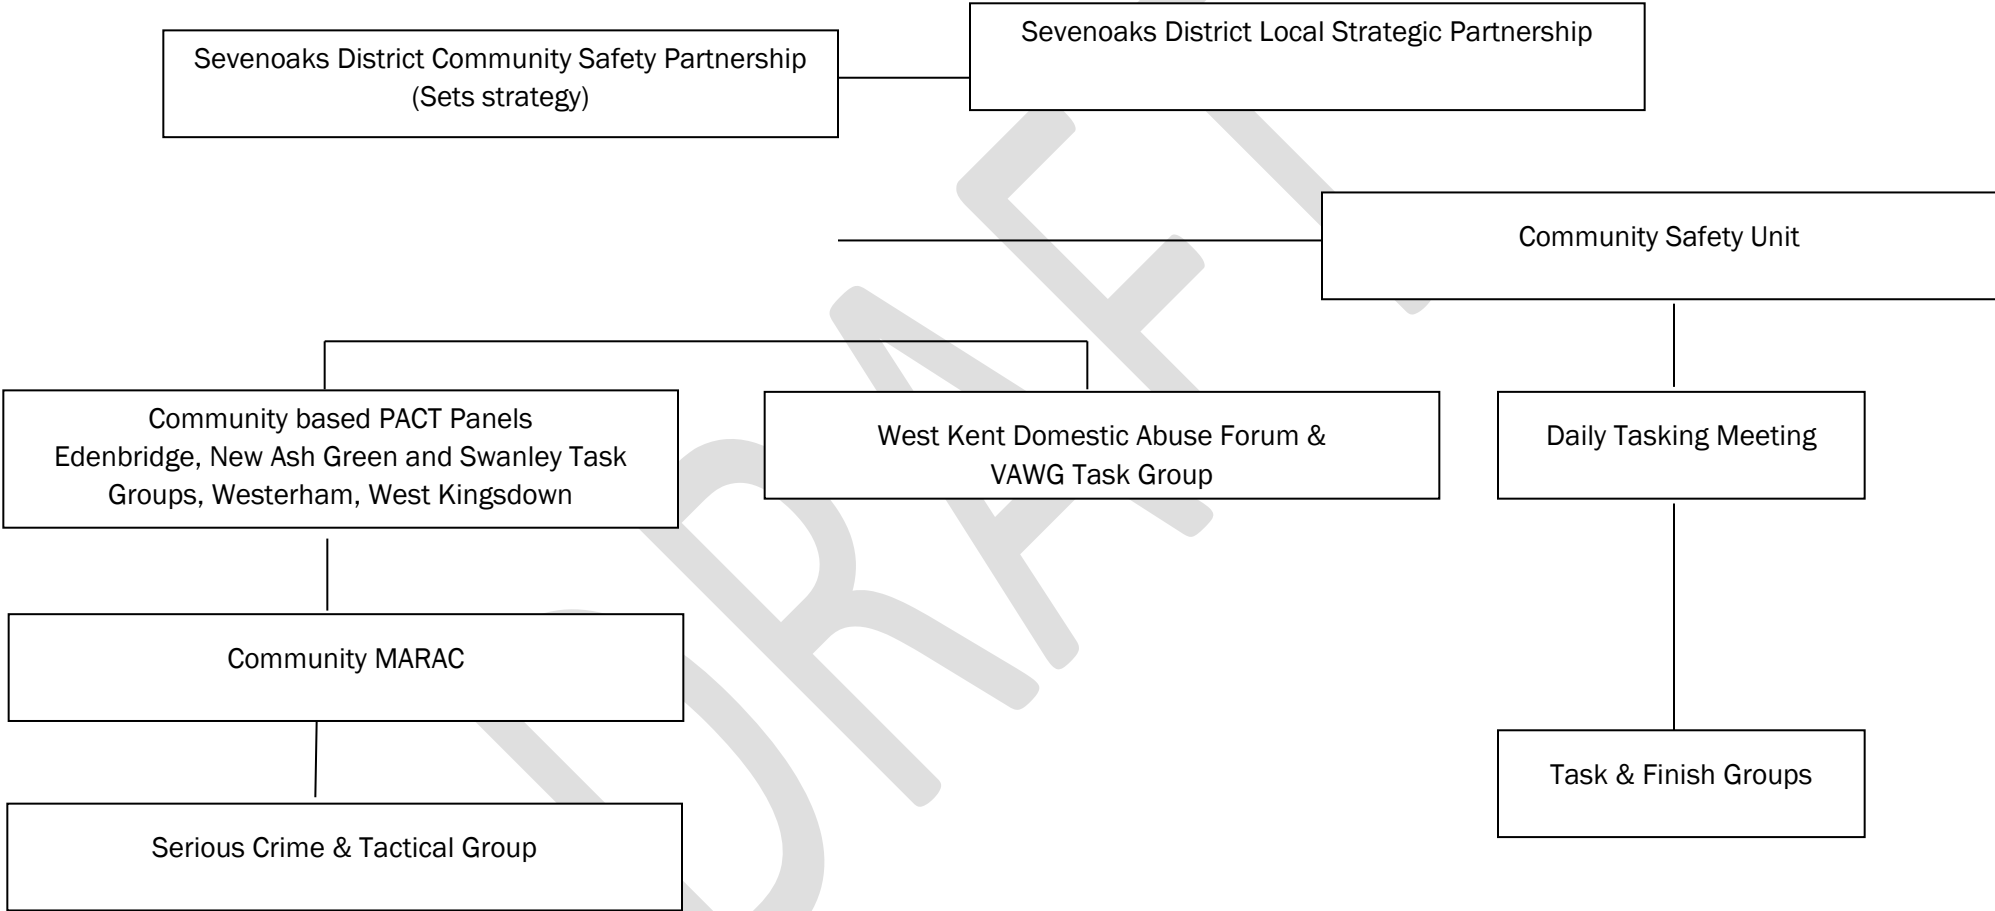 Sevenoaks District Local Strategic Partnership
Sevenoaks District Community Safety Partnership
(Sets strategy)
Community Safety Unit
Community based PACT Panels
Edenbridge, New Ash Green and Swanley Task
Groups, Westerham, West Kingsdown
West Kent Domestic Abuse Forum &
VAWG Task Group
Daily Tasking Meeting
Community MARAC
Task & Finish Groups
Serious Crime & Tactical Group
DRAFT